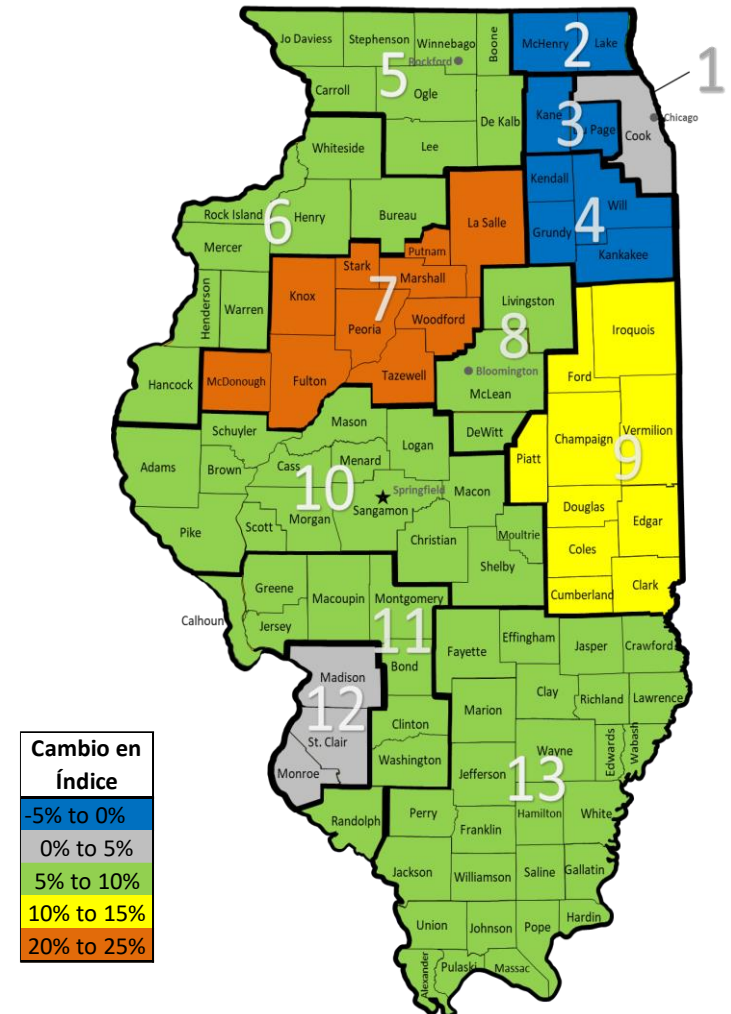 Jo Daviess
Stephenson
Winnebago
Boone
McHenry
Lake
2
1
Rockford
5
Carroll
Ogle
De Kalb
Kane
3
Du Page
Cook
Chicago
Whiteside
Lee
Kendall
Will
4
Rock Island
6
Henry
Bureau
La Salle
Grundy
Kankakee
Mercer
Putnam
Stark
Marshall
Henderson
Warren
Knox
7
Peoria
Woodford
Livingston
8
Iroquois
Ford
Hancock
McDonough
Fulton
Tazewell
Bloomington
McLean
Mason
Schuyler
Logan
DeWitt
Champaign
Vermilion
9
Piatt
Adams
Brown
Cass
Menard
10
Springfield
Macon
Sangamon
Douglas
Edgar
Pike
Scott
Morgan
Christian
Moultrie
Coles
Shelby
Cumberland
Clark
Greene
Macoupin
Montgomery
Calhoun
Jersey
11
Bond
Fayette
Effingham
Jasper
Crawford
Madison
12
Clay
Richland
Lawrence
Marion
Clinton
St. Clair
Washington
Wayne
Edwards
Wabash
Monroe
Jefferson
13
Randolph
Perry
Hamilton
White
Franklin
Jackson
Williamson
Saline
Gallatin
Union
Johnson
Pope
Hardin
Alexander
Pulaski
Massac
Cambio en
Índice
-5% to 0%
0% to 5%
5% to 10%
10% to 15%
20% to 25%